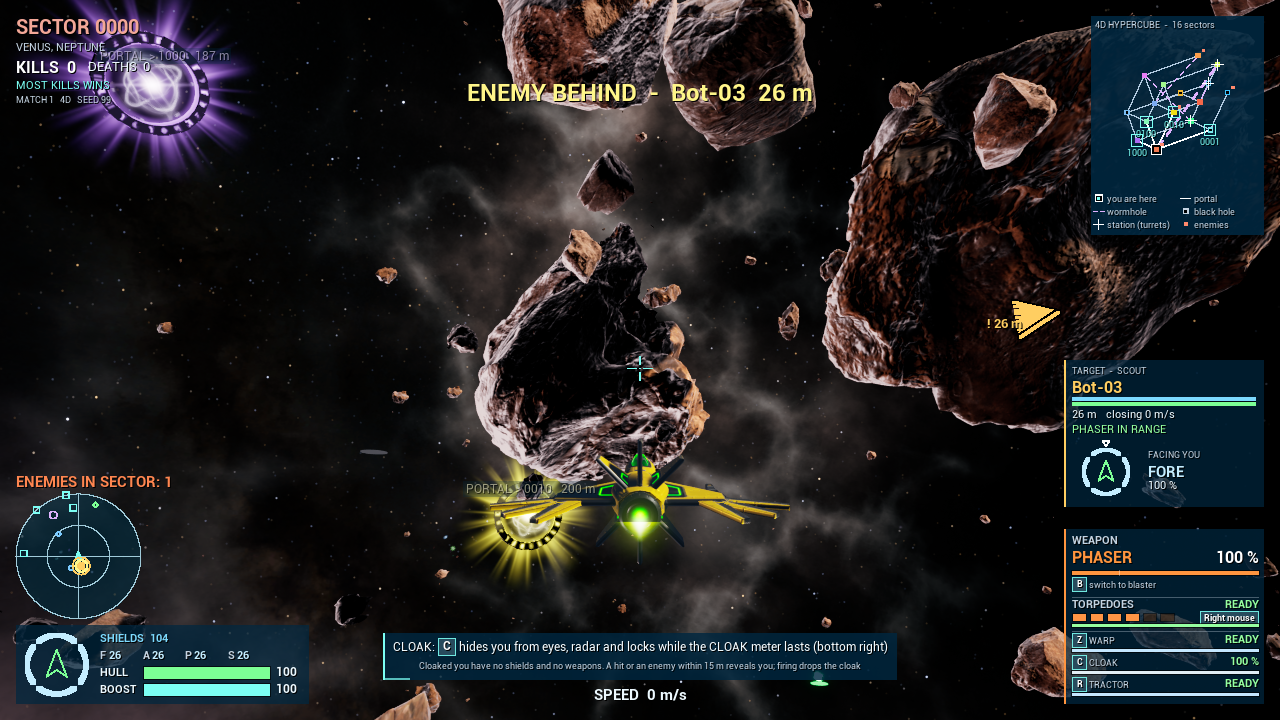 SECTOR 0000
VENUS, NEPTUNE
PORTAL > 1000 187 m
KILLS 0 DEATHS 0
MOST KILLS WINS
MATCH 1 4D SEED 99
ENEMY BEHIND - Bot-03 26 m
4D HYPERCUBE - 16 sectors
0001
1000
you are here
portal
wormhole
black hole
station (turrets)
enemies
! 26 m
TARGET - SCOUT
Bot-03
26 m closing 0 m/s
PHASER IN RANGE
FACING YOU
FORE
100 %
ENEMIES IN SECTOR: 1
PORTAL > 0010 200 m
WEAPON
PHASER 100 %
B switch to blaster
TORPEDOES READY
Right mouse
Z WARP READY
C CLOAK 100 %
R TRACTOR READY
SHIELDS 104
F 26 A 26 P 26 S 26
HULL 100
BOOST 100
CLOAK: C hides you from eyes, radar and locks while the CLOAK meter lasts (bottom right)
Cloaked you have no shields and no weapons. A hit or an enemy within 15 m reveals you; firing drops the cloak
SPEED 0 m/s